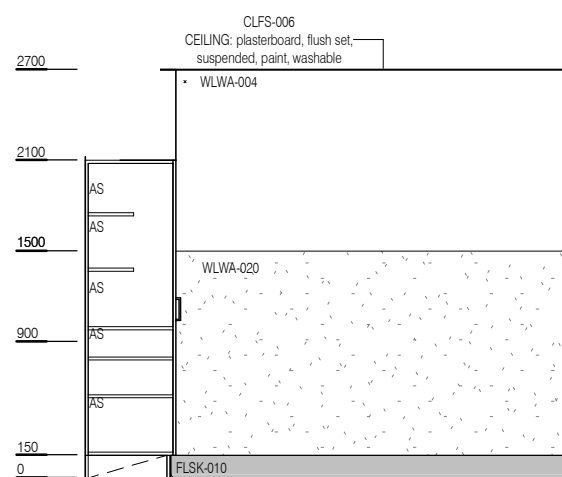 CLFS-006
CEILING: plasterboard, flush set,
suspended, paint, washable
2700
WLWA-004
2100
AS
AS
1500
WLWA-020
AS
900
AS
AS
150
0
FLSK-010